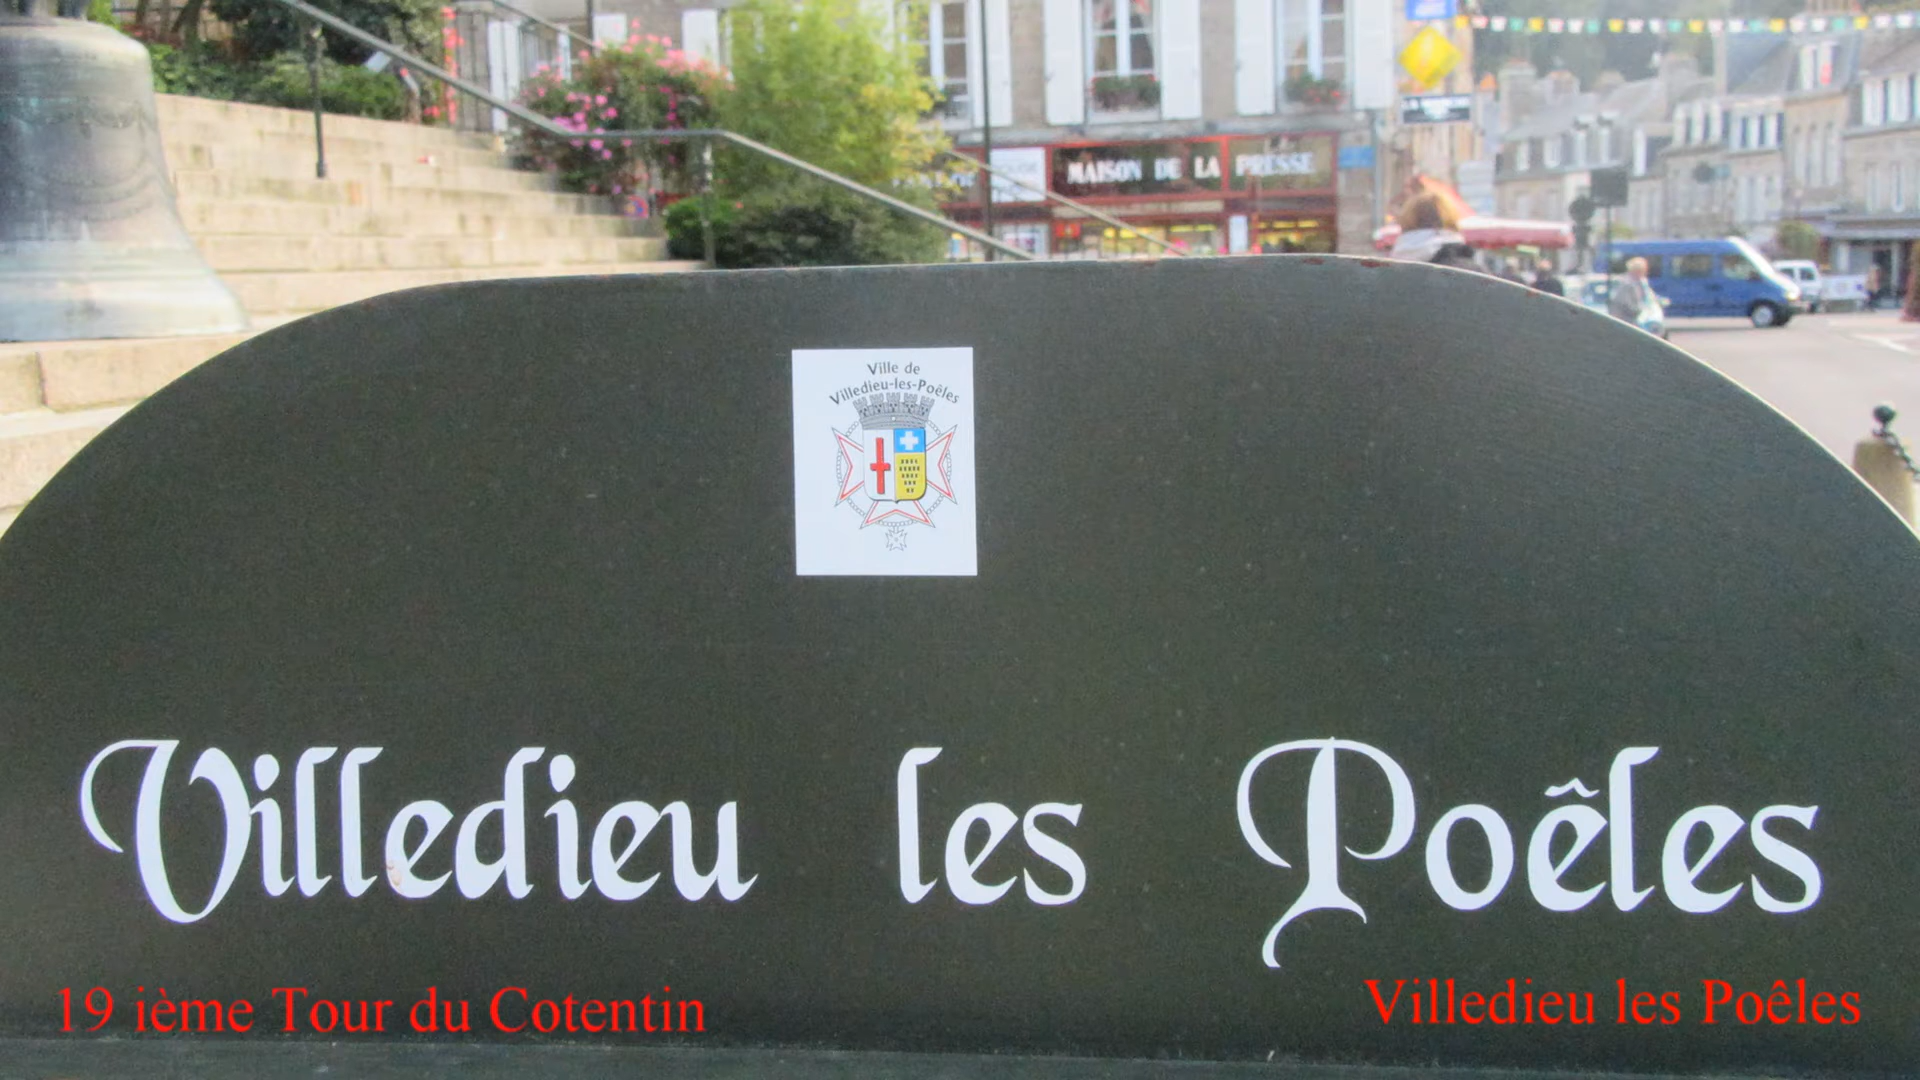 MAISON DE LA PRESSE
Ville de
Villedieu-les-Poêles
Villedieu les Poêles
19 ième Tour du Cotentin
Villedieu les Poêles